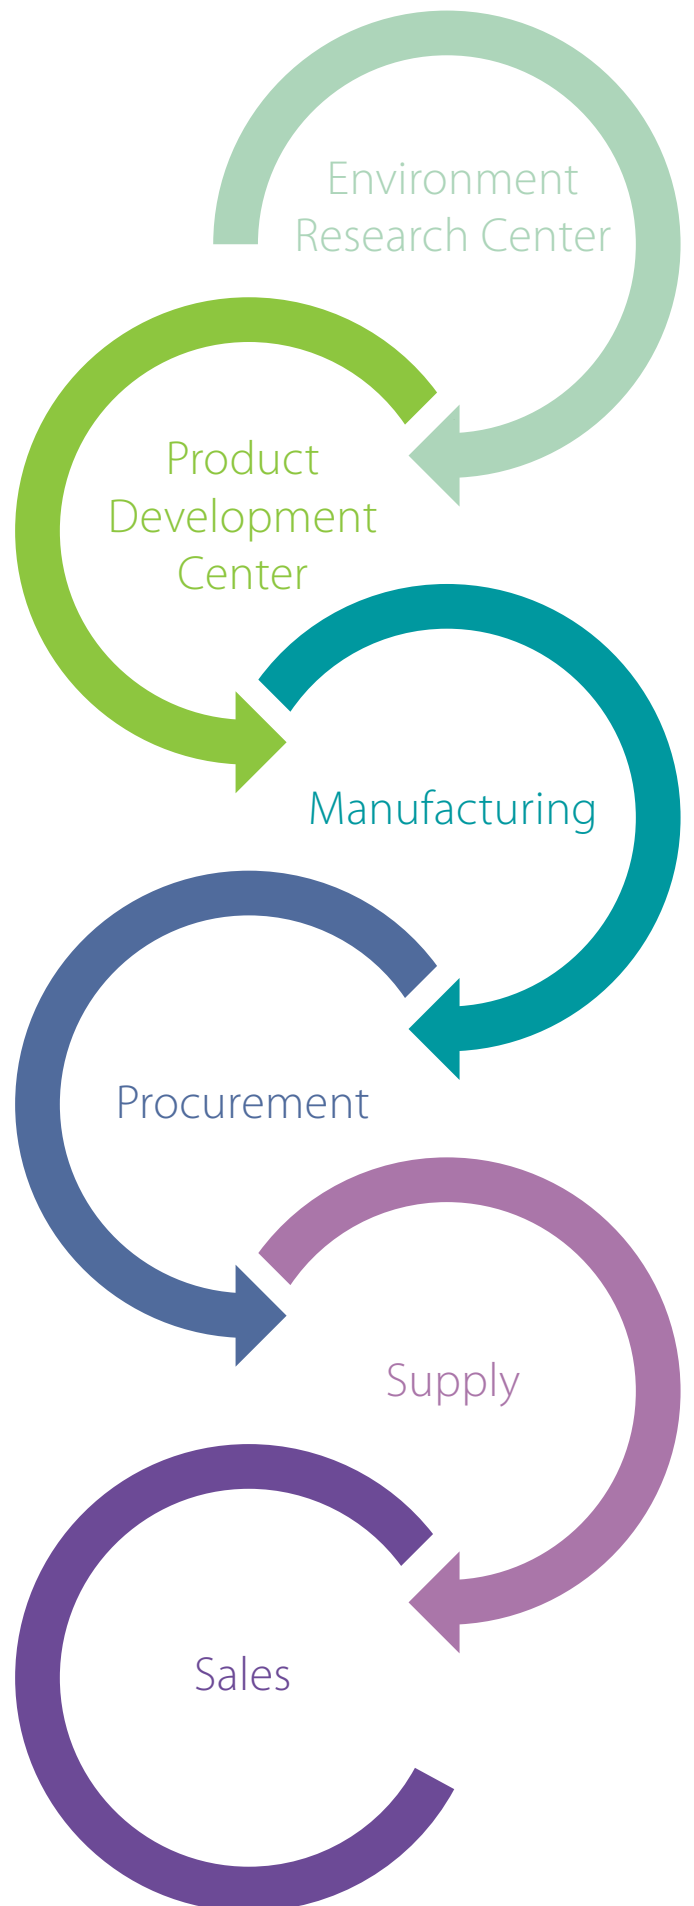 Environment
Research Center
Product
Development
Center
Manufacturing
Procurement
Supply
Sales